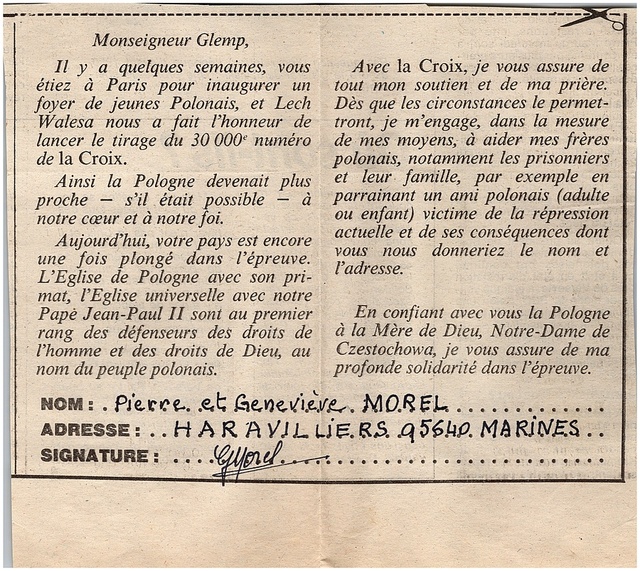 Monseigneur Glemp,
Il y a quelques semaines, vous
étiez à Paris pour inaugurer un
foyer de jeunes Polonais, et Lech
Walesa nous a fait l'honneur de
lancer le tirage du 30 000e numéro
de la Croix.
Ainsi la Pologne devenait plus
proche — s'il était possible — à
notre cœur et à notre foi.
Aujourd'hui, votre pays est encore
une fois plongé dans l'épreuve.
L'Eglise de Pologne avec son pri-
mat, l'Eglise universelle avec notre
Papè Jean-Paul II sont au premier
rang des défenseurs des droits de
l'homme et des droits de Dieu, au
nom du peuple polonais.
Avec la Croix, je vous assure de
tout mon soutien et de ma prière.
Dès que les circonstances le permet-
tront, je m'engage, dans la mesure
de mes moyens, à aider mes frères
polonais, notamment les prisonniers
et leur famille, par exemple en
parrainant un ami polonais (adulte
ou enfant) victime de la répression
actuelle et de ses conséquences dont
vous nous donneriez le nom et
l'adresse.
En confiant avec vous la Pologne
à la Mère de Dieu, Notre-Dame de
Czestochowa, je vous assure de ma
profonde solidarité dans l'épreuve.
NOM : Pierre et Geneviève MOREL
ADRESSE : HARAVILLIERS 95640 MARINES
SIGNATURE : GMorel